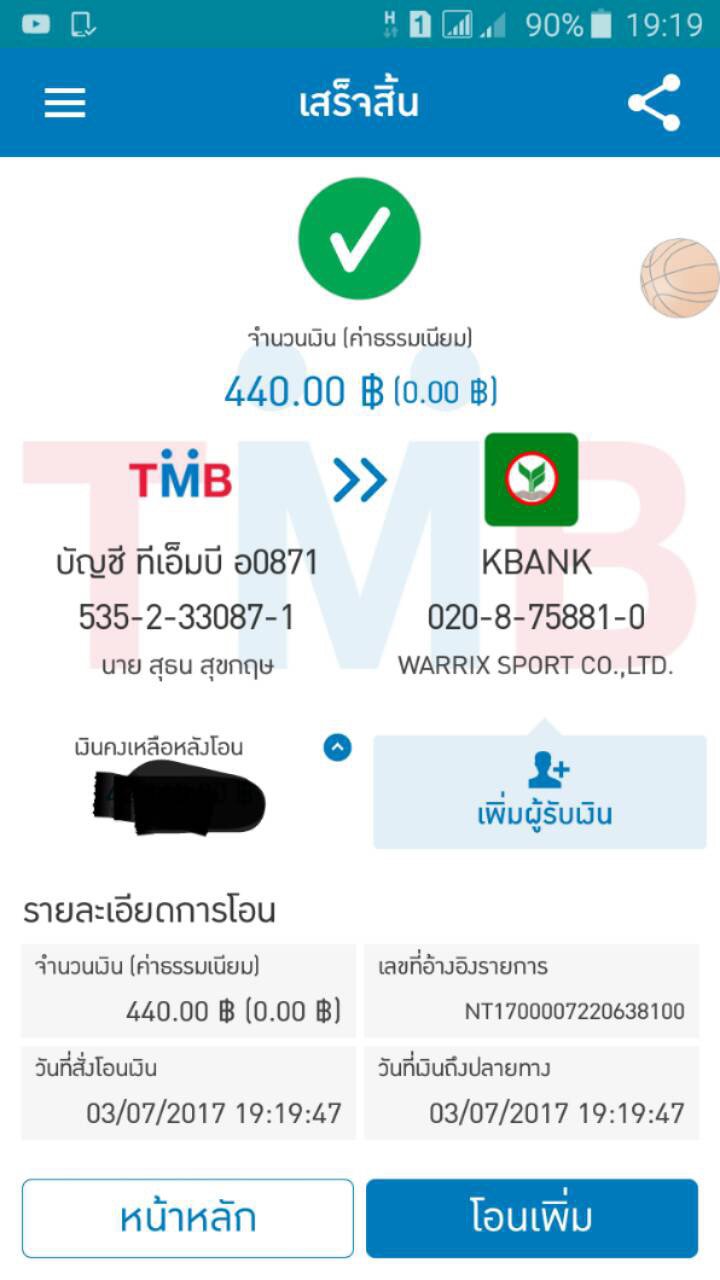 H 1 90% 19:19
เสร็จสิ้น
จำนวนเงิน (ค่าธรรมเนียม)
440.00 ฿ (0.00 ฿)
TMB
บัญชี ทีเอ็มบี อ0871
535-2-33087-1
นาย สุธน สุขกฤษ
KBANK
020-8-75881-0
WARRIX SPORT CO.,LTD.
เงินคงเหลือหลังโอน
เพิ่มผู้รับเงิน
รายละเอียดการโอน
จำนวนเงิน (ค่าธรรมเนียม)
440.00 ฿ (0.00 ฿)
เลขที่อ้างอิงรายการ
NT1700007220638100
วันที่สั่งโอนเงิน
03/07/2017 19:19:47
วันที่เงินถึงปลายทาง
03/07/2017 19:19:47
หน้าหลัก
โอนเพิ่ม